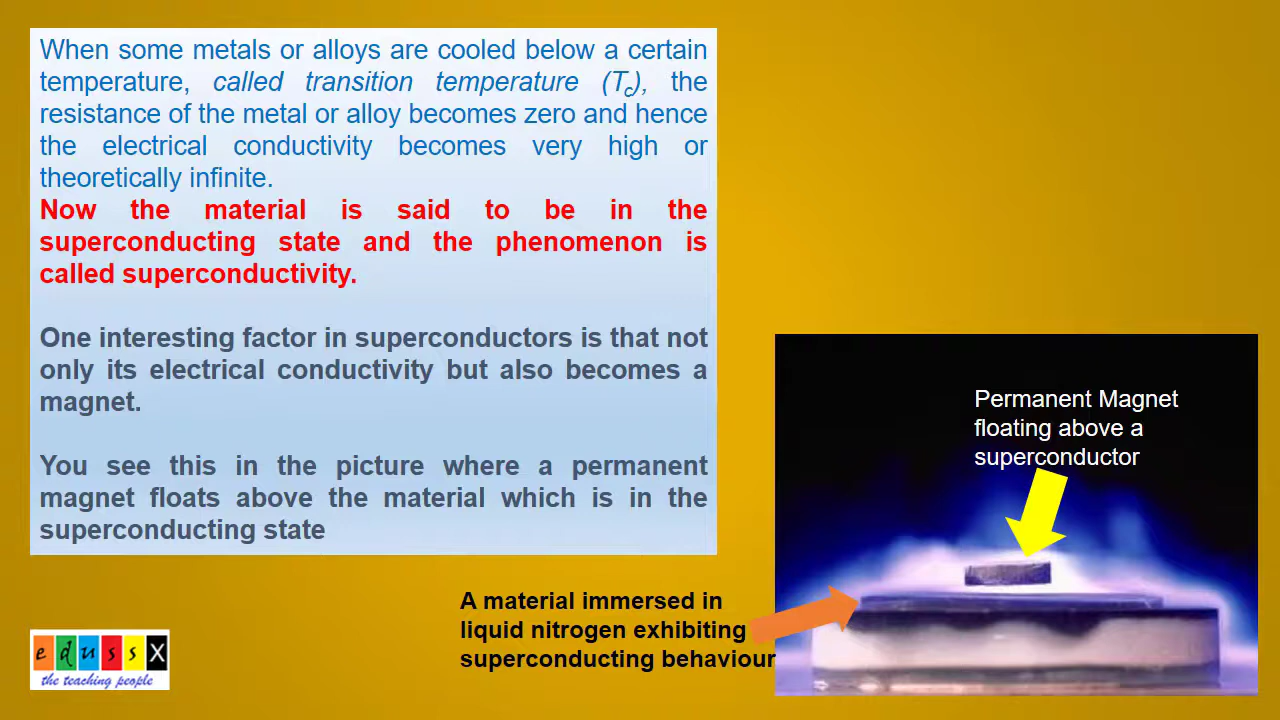 When some metals or alloys are cooled below a certain
temperature, called transition temperature (Tc), the
resistance of the metal or alloy becomes zero and hence
the electrical conductivity becomes very high or
theoretically infinite.
Now the material is said to be in the
superconducting state and the phenomenon is
called superconductivity.
One interesting factor in superconductors is that not
only its electrical conductivity but also becomes a
magnet.
You see this in the picture where a permanent
magnet floats above the material which is in the
superconducting state
Permanent Magnet
floating above a
superconductor
A material immersed in
liquid nitrogen exhibiting
superconducting behaviour
edussX
the teaching people